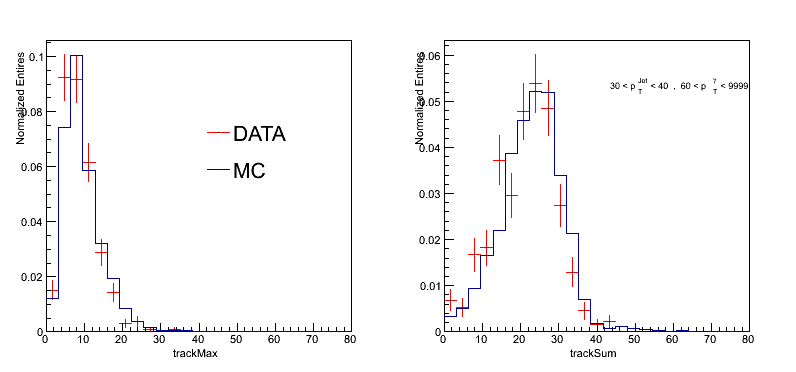 Normalized Entires
0.1
0.08
0.06
0.04
0.02
0
0 10 20 30 40 50 60 70 80
trackMax
DATA
MC
Normalized Entires
0.06
0.05
0.04
0.03
0.02
0.01
0
0 10 20 30 40 50 60 70 80
trackSum
30 < p_T^Jet < 40 , 60 < p_T^γ < 9999